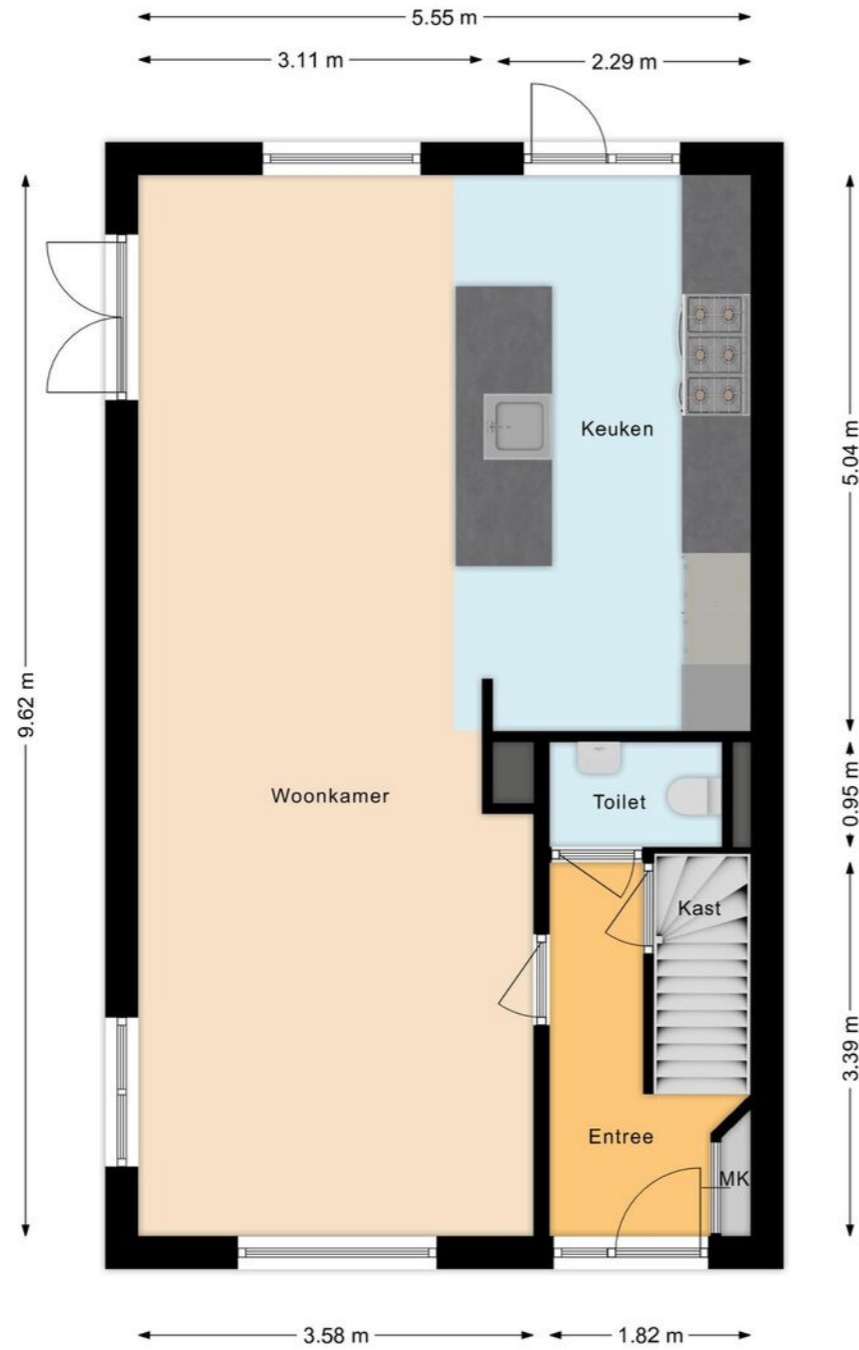 5.55 m
3.11 m
2.29 m
Keuken
5.04 m
9.62 m
Woonkamer
Toilet
0.95 m
Kast
3.39 m
Entree
MK
3.58 m
1.82 m